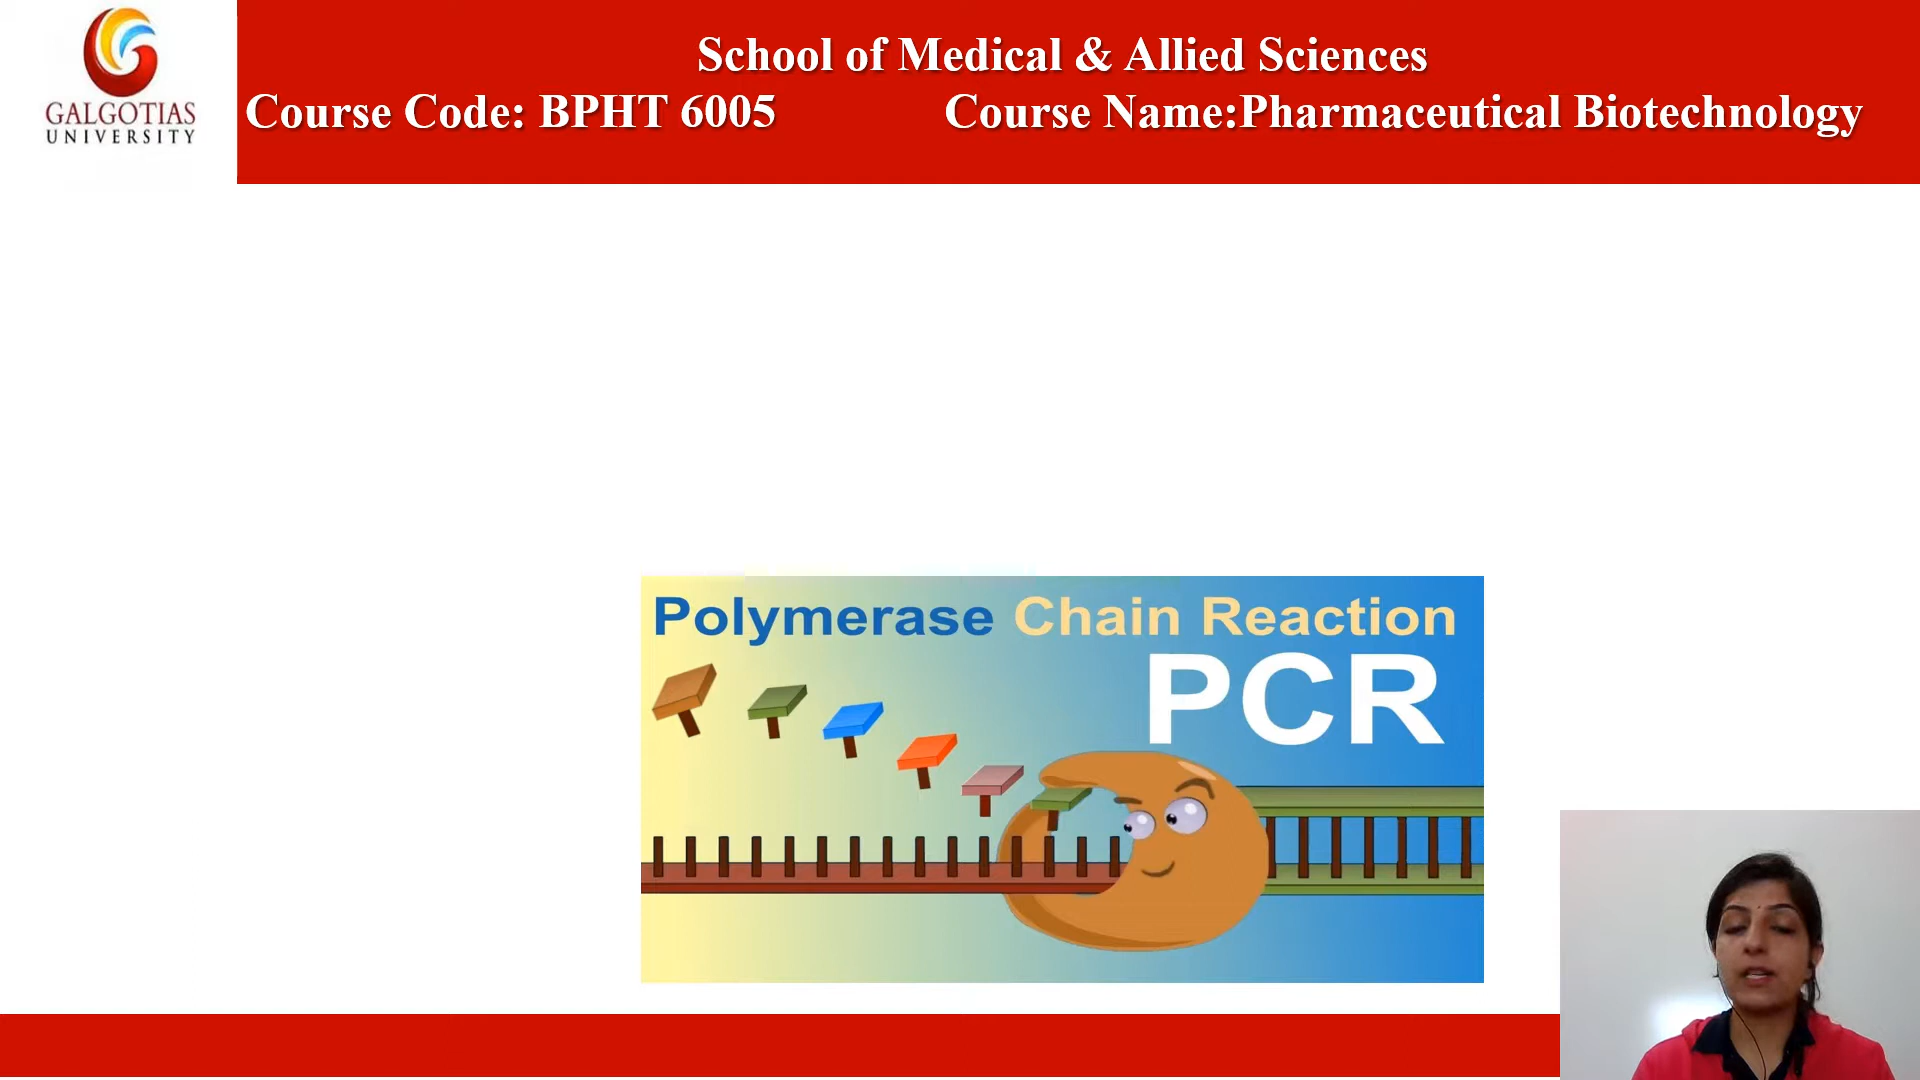 GALGOTIAS
UNIVERSITY
School of Medical & Allied Sciences
Course Code: BPHT 6005 Course Name:Pharmaceutical Biotechnology
Polymerase Chain Reaction
PCR